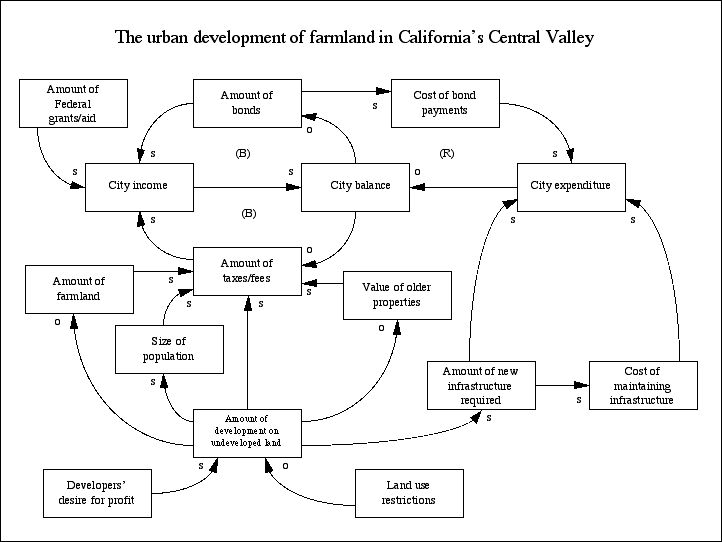 The urban development of farmland in California's Central Valley
Amount of
Federal
grants/aid
Amount of
bonds
Cost of bond
payments
s
o
s
s
s
(B)
s
(R)
o
s
City income
City balance
City expenditure
s
(B)
s
s
o
Amount of
taxes/fees
Amount of
farmland
s
s
s
s
Value of older
properties
o
Size of
population
o
s
Amount of new
infrastructure
required
s
Cost of
maintaining
infrastructure
Amount of
development on
undeveloped land
s
s
o
Developers'
desire for profit
Land use
restrictions